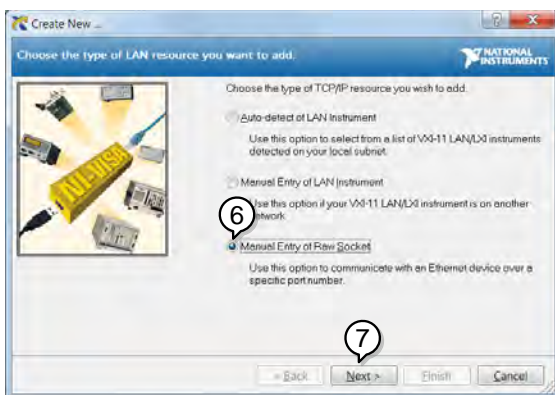 Create New ...
Choose the type of LAN resource you want to add.
NATIONAL
INSTRUMENTS
Choose the type of TCP/IP resource you wish to add.
Auto-detect of LAN Instrument
Use this option to select from a list of VXI-11 LAN/LXI instruments
detected on your local subnet.
Manual Entry of LAN Instrument
Use this option if your VXI-11 LAN/LXI instrument is on another
network.
6
Manual Entry of Raw Socket
Use this option to communicate with an Ethernet device over a
specific port number.
NI-VISA
7
< Back
Next >
Finish
Cancel